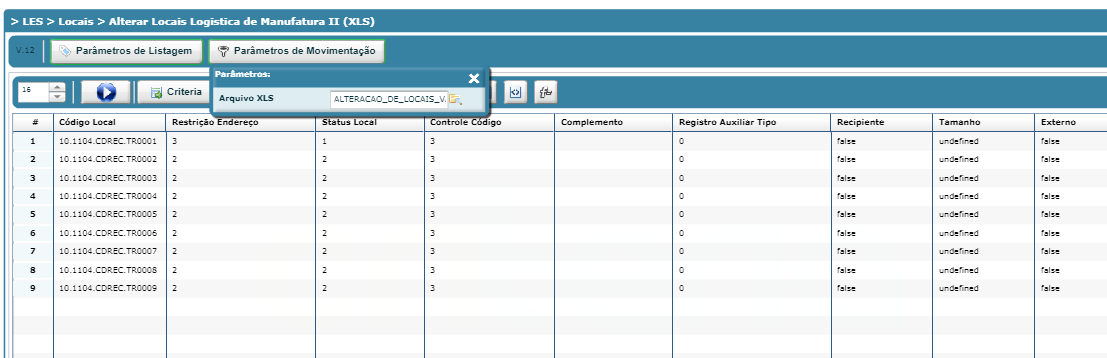 > LES > Locais > Alterar Locais Logistica de Manufatura II (XLS)
V.12 Parâmetros de Listagem Parâmetros de Movimentação
Parâmetros:
16 Criteria
Arquivo XLS ALTERACAO_DE_LOCAIS_V.
# Código Local Restrição Endereço Status Local Controle Código Complemento Registro Auxiliar Tipo Recipiente Tamanho Externo
1 10.1104.CDREC.TR0001 3 1 3 0 false undefined false
2 10.1104.CDREC.TR0002 2 2 3 0 false undefined false
3 10.1104.CDREC.TR0003 2 2 3 0 false undefined false
4 10.1104.CDREC.TR0004 2 2 3 0 false undefined false
5 10.1104.CDREC.TR0005 2 2 3 0 false undefined false
6 10.1104.CDREC.TR0006 2 2 3 0 false undefined false
7 10.1104.CDREC.TR0007 2 2 3 0 false undefined false
8 10.1104.CDREC.TR0008 2 2 3 0 false undefined false
9 10.1104.CDREC.TR0009 2 2 3 0 false undefined false